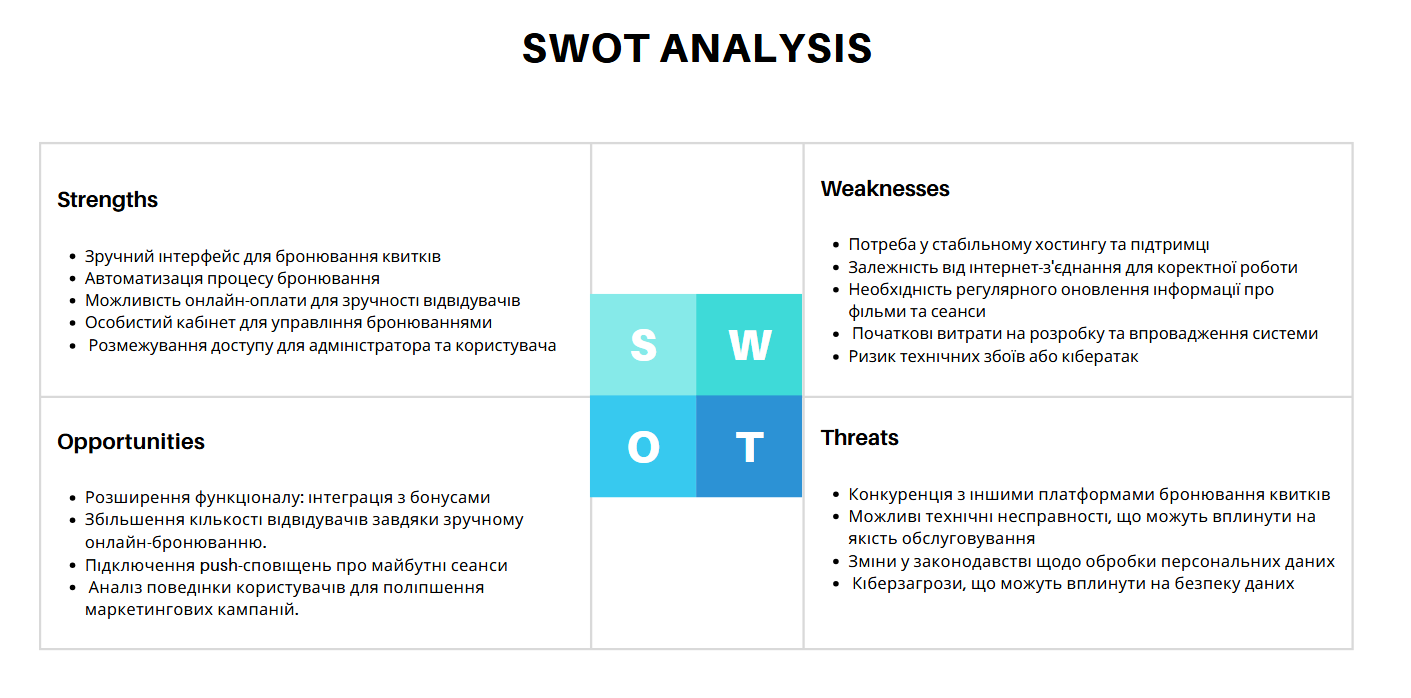 SWOT ANALYSIS
Strengths
• Зручний інтерфейс для бронювання квитків
• Автоматизація процесу бронювання
• Можливість онлайн-оплати для зручності відвідувачів
• Особистий кабінет для управління бронюваннями
• Розмежування доступу для адміністратора та користувача
Weaknesses
• Потреба у стабільному хостингу та підтримці
• Залежність від інтернет-з'єднання для коректної роботи
• Необхідність регулярного оновлення інформації про
фільми та сеанси
• Початкові витрати на розробку та впровадження системи
• Ризик технічних збоїв або кібератак
S W
O T
Opportunities
• Розширення функціоналу: інтеграція з бонусами
• Збільшення кількості відвідувачів завдяки зручному
онлайн-бронюванню.
• Підключення push-сповіщень про майбутні сеанси
• Аналіз поведінки користувачів для поліпшення
маркетингових кампаній.
Threats
• Конкуренція з іншими платформами бронювання квитків
• Можливі технічні несправності, що можуть вплинути на
якість обслуговування
• Зміни у законодавстві щодо обробки персональних даних
• Кіберзагрози, що можуть вплинути на безпеку даних